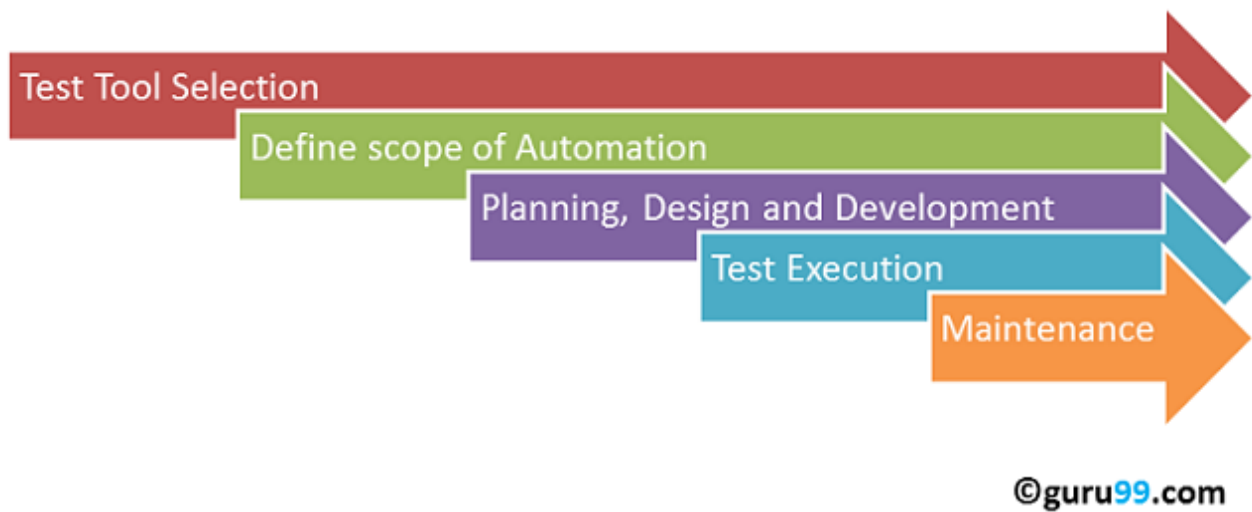 Test Tool Selection
Define scope of Automation
Planning, Design and Development
Test Execution
Maintenance
©guru99.com